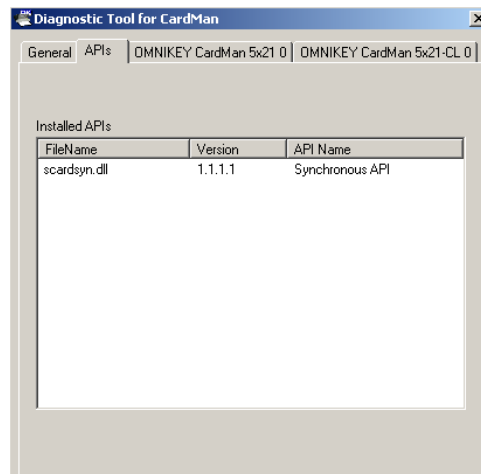 Diagnostic Tool for CardMan
General APIs OMNIKEY CardMan 5x21 0 OMNIKEY CardMan 5x21-CL 0
Installed APIs
FileName Version API Name
scardsyn.dll 1.1.1.1 Synchronous API